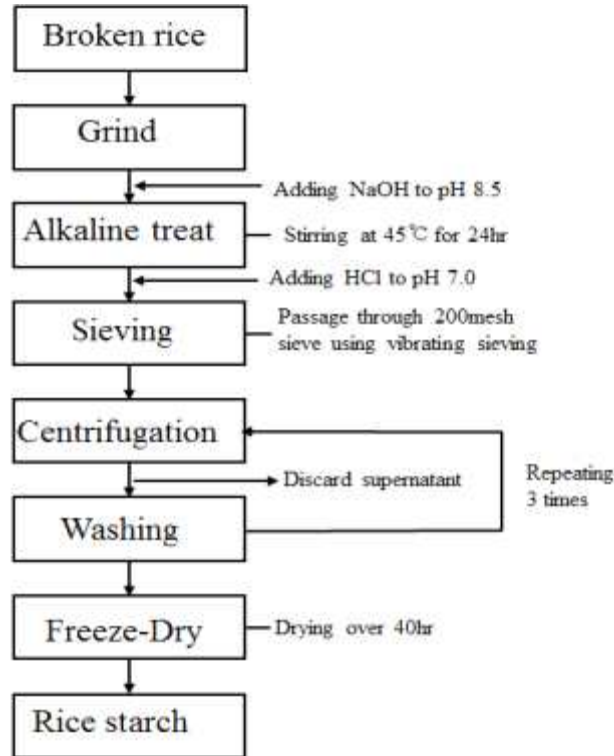 Broken rice
Grind
Adding NaOH to pH 8.5
Alkaline treat
Stirring at 45℃ for 24hr
Adding HCl to pH 7.0
Sieving
Passage through 200mesh
sieve using vibrating sieving
Centrifugation
Discard supernatant
Repeating
3 times
Washing
Freeze-Dry
Drying over 40hr
Rice starch